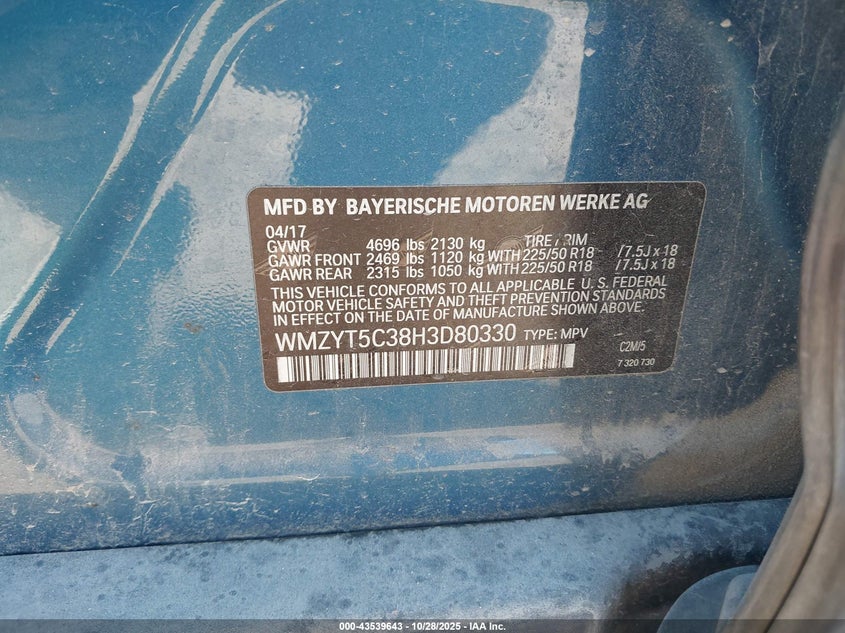 MFD BY BAYERISCHE MOTOREN WERKE AG
04/17
GVWR 4696 lbs 2130 kg TIRE / RIM
GAWR FRONT 2469 lbs 1120 kg WITH 225/50 R18 /7.5J x 18
GAWR REAR 2315 lbs 1050 kg WITH 225/50 R18 /7.5J x 18
THIS VEHICLE CONFORMS TO ALL APPLICABLE U. S. FEDERAL
MOTOR VEHICLE SAFETY AND THEFT PREVENTION STANDARDS
IN EFFECT ON THE DATE OF MANUFACTURE SHOWN ABOVE.
WMZYT5C38H3D80330 TYPE: MPV
C2M/5
7 320 730
000-43539643 - 10/28/2025 - IAA Inc.